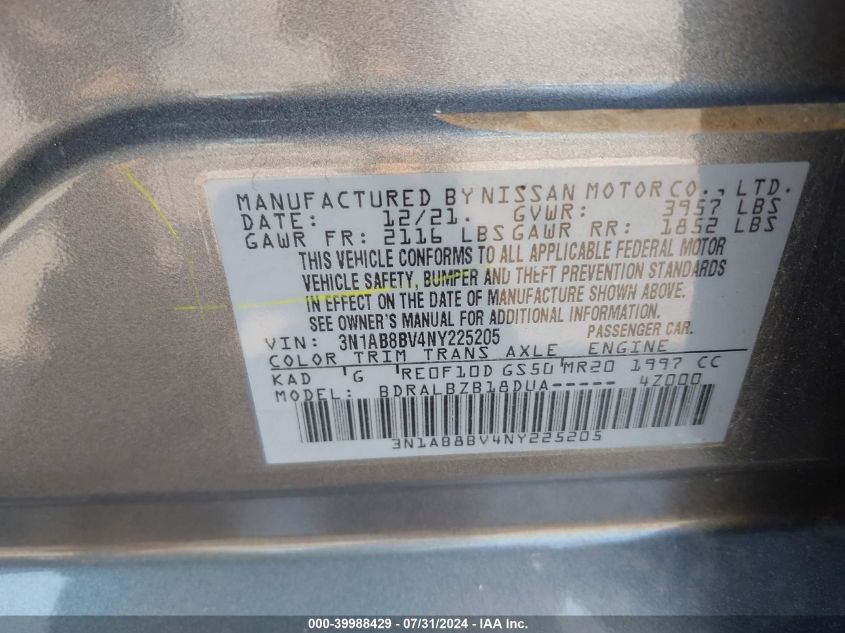 MANUFACTURED BY NISSAN MOTOR CO., LTD.
DATE: 12/21. GVWR: 3957 LBS
GAWR FR: 2116 LBS GAWR RR: 1852 LBS
THIS VEHICLE CONFORMS TO ALL APPLICABLE FEDERAL MOTOR
VEHICLE SAFETY, BUMPER AND THEFT PREVENTION STANDARDS
IN EFFECT ON THE DATE OF MANUFACTURE SHOWN ABOVE.
SEE OWNER'S MANUAL FOR ADDITIONAL INFORMATION.
VIN: 3N1AB8BV4NY225205 PASSENGER CAR.
COLOR TRIM TRANS AXLE ENGINE
KAD G RE0F10D GS50 MR20 1997 CC
MODEL: BDRALBZB18DUA----- 4Z000
3N1AB8BV4NY225205
000-39988429 - 07/31/2024 - IAA Inc.